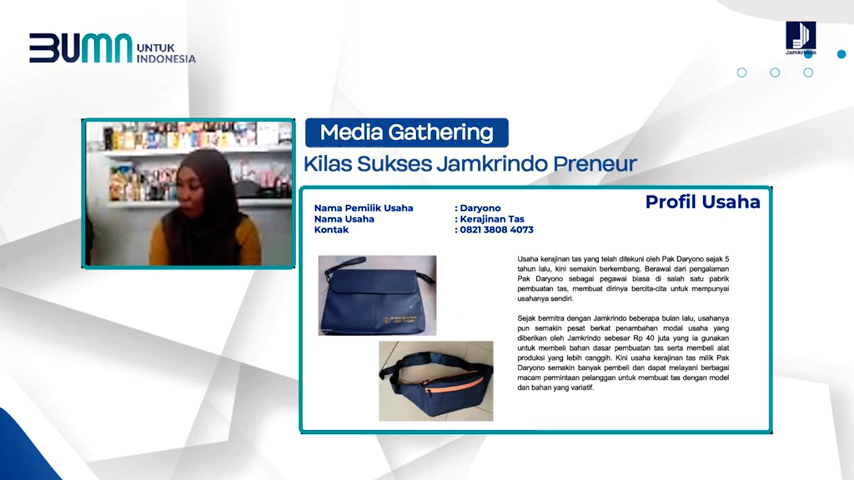 BUMN UNTUK
INDONESIA
Jamkrindo
Media Gathering
Kilas Sukses Jamkrindo Preneur
Profil Usaha
Nama Pemilik Usaha : Daryono
Nama Usaha : Kerajinan Tas
Kontak : 0821 3808 4073
Usaha kerajinan tas yang telah ditekuni oleh Pak Daryono sejak 5
tahun lalu, kini semakin berkembang. Berawal dari pengalaman
Pak Daryono sebagai pegawai biasa di salah satu pabrik
pembuatan tas, membuat dirinya bercita-cita untuk mempunyai
usahanya sendiri.
Sejak bermitra dengan Jamkrindo beberapa bulan lalu, usahanya
pun semakin pesat berkat penambahan modal usaha yang
diberikan oleh Jamkrindo sebesar Rp 40 juta yang ia gunakan
untuk membeli bahan dasar pembuatan tas serta membeli alat
produksi yang lebih canggih. Kini usaha kerajinan tas milik Pak
Daryono semakin banyak pembeli dan dapat melayani berbagai
macam permintaan pelanggan untuk membuat tas dengan model
dan bahan yang variatif.